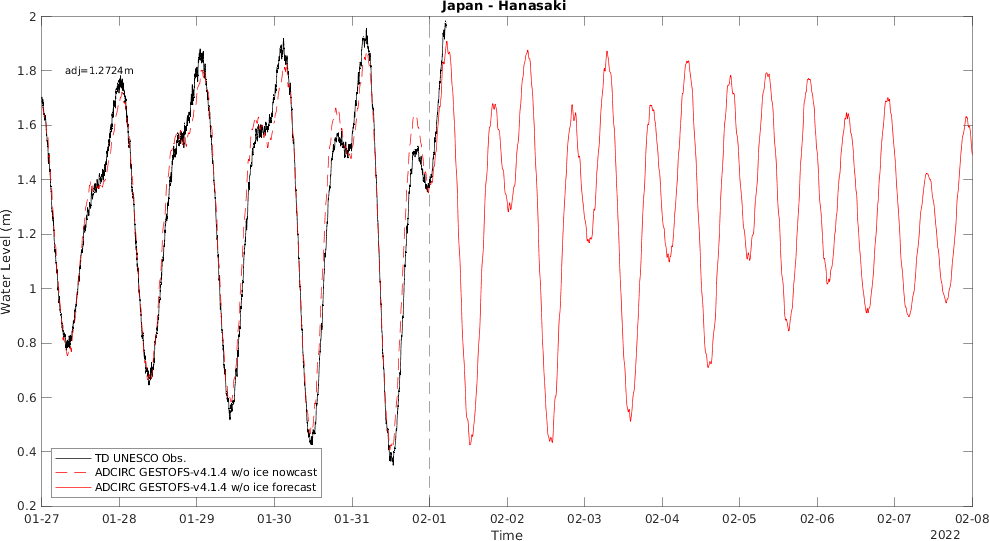 Japan - Hanasaki
2
1.8
1.6
1.4
1.2
1
0.8
0.6
0.4
0.2
Water Level (m)
adj=1.2724m
TD UNESCO Obs.
ADCIRC GESTOFS-v4.1.4 w/o ice nowcast
ADCIRC GESTOFS-v4.1.4 w/o ice forecast
01-27 01-28 01-29 01-30 01-31 02-01 02-02 02-03 02-04 02-05 02-06 02-07 02-08
Time
2022